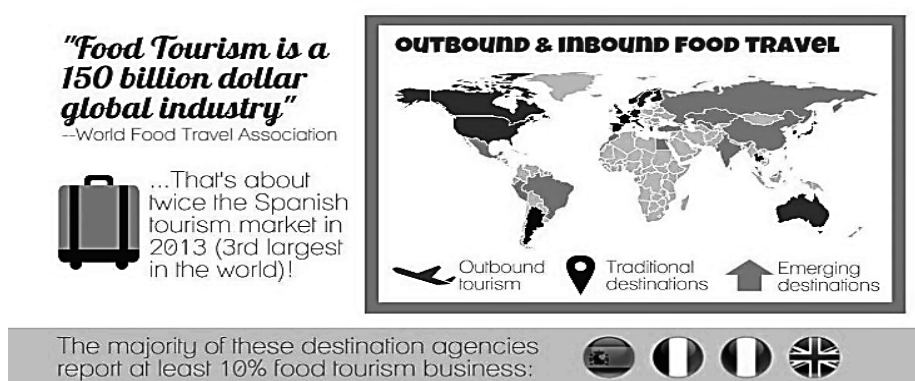 "Food Tourism is a
150 billion dollar
global industry"
--World Food Travel Association
...That's about
twice the Spanish
tourism market in
2013 (3rd largest
in the world)!
OUTBOUND & INBOUND FOOD TRAVEL
Outbound
tourism
Traditional
destinations
Emerging
destinations
The majority of these destination agencies
report at least 10% food tourism business: